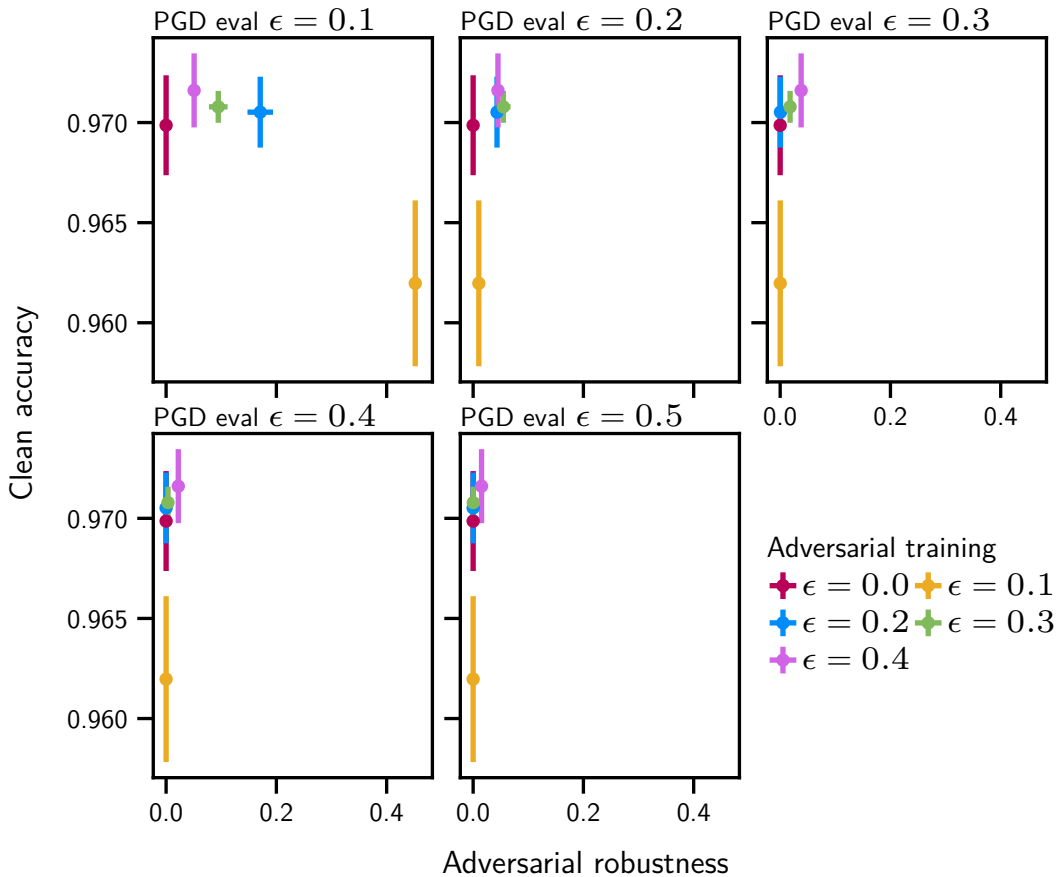 PGD eval ϵ = 0.1
PGD eval ϵ = 0.2
PGD eval ϵ = 0.3
0.970
0.965
0.960
0.0
0.2
0.4
PGD eval ϵ = 0.4
PGD eval ϵ = 0.5
0.970
0.965
0.960
0.0
0.2
0.4
0.0
0.2
0.4
Clean accuracy
Adversarial robustness
Adversarial training
ϵ = 0.0
ϵ = 0.1
ϵ = 0.2
ϵ = 0.3
ϵ = 0.4